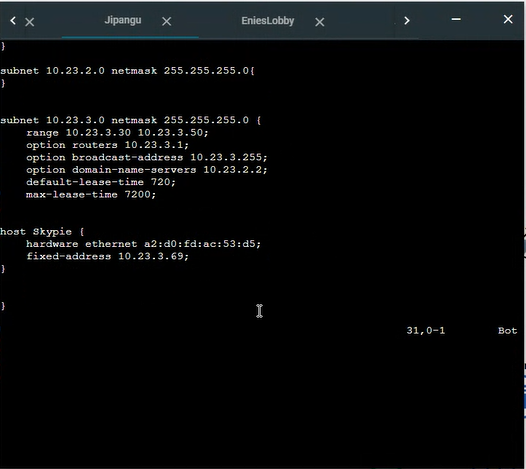 Jipangu
EniesLobby
}
subnet 10.23.2.0 netmask 255.255.255.0{
}
subnet 10.23.3.0 netmask 255.255.255.0 {
    range 10.23.3.30 10.23.3.50;
    option routers 10.23.3.1;
    option broadcast-address 10.23.3.255;
    option domain-name-servers 10.23.2.2;
    default-lease-time 720;
    max-lease-time 7200;
host Skypie {
    hardware ethernet a2:d0:fd:ac:53:d5;
    fixed-address 10.23.3.69;
}
}
31,0-1 Bot